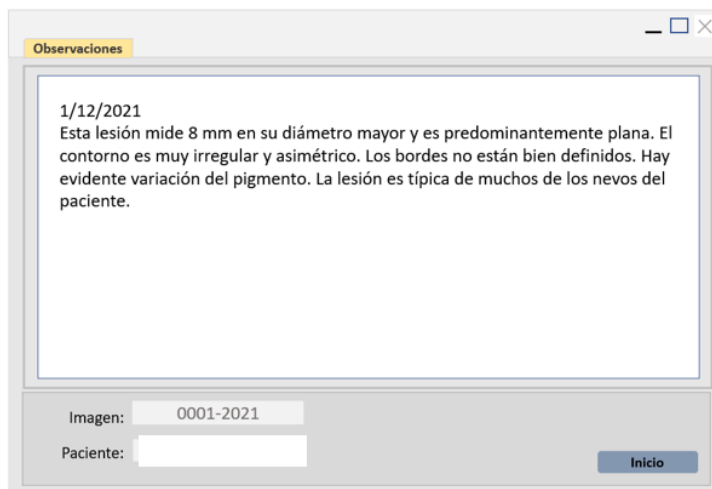 Observaciones
1/12/2021
Esta lesión mide 8 mm en su diámetro mayor y es predominantemente plana. El
contorno es muy irregular y asimétrico. Los bordes no están bien definidos. Hay
evidente variación del pigmento. La lesión es típica de muchos de los nevos del
paciente.
Imagen: 0001-2021
Paciente:
Inicio